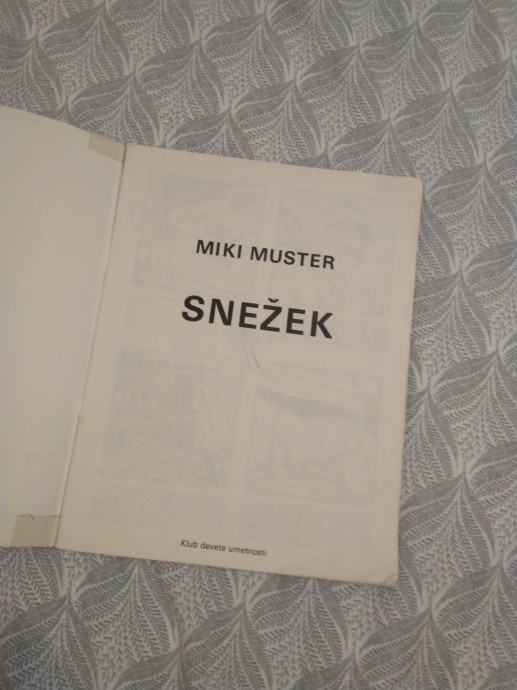 MIKI MUSTER
SNEŽEK
Klub devete umetnosti